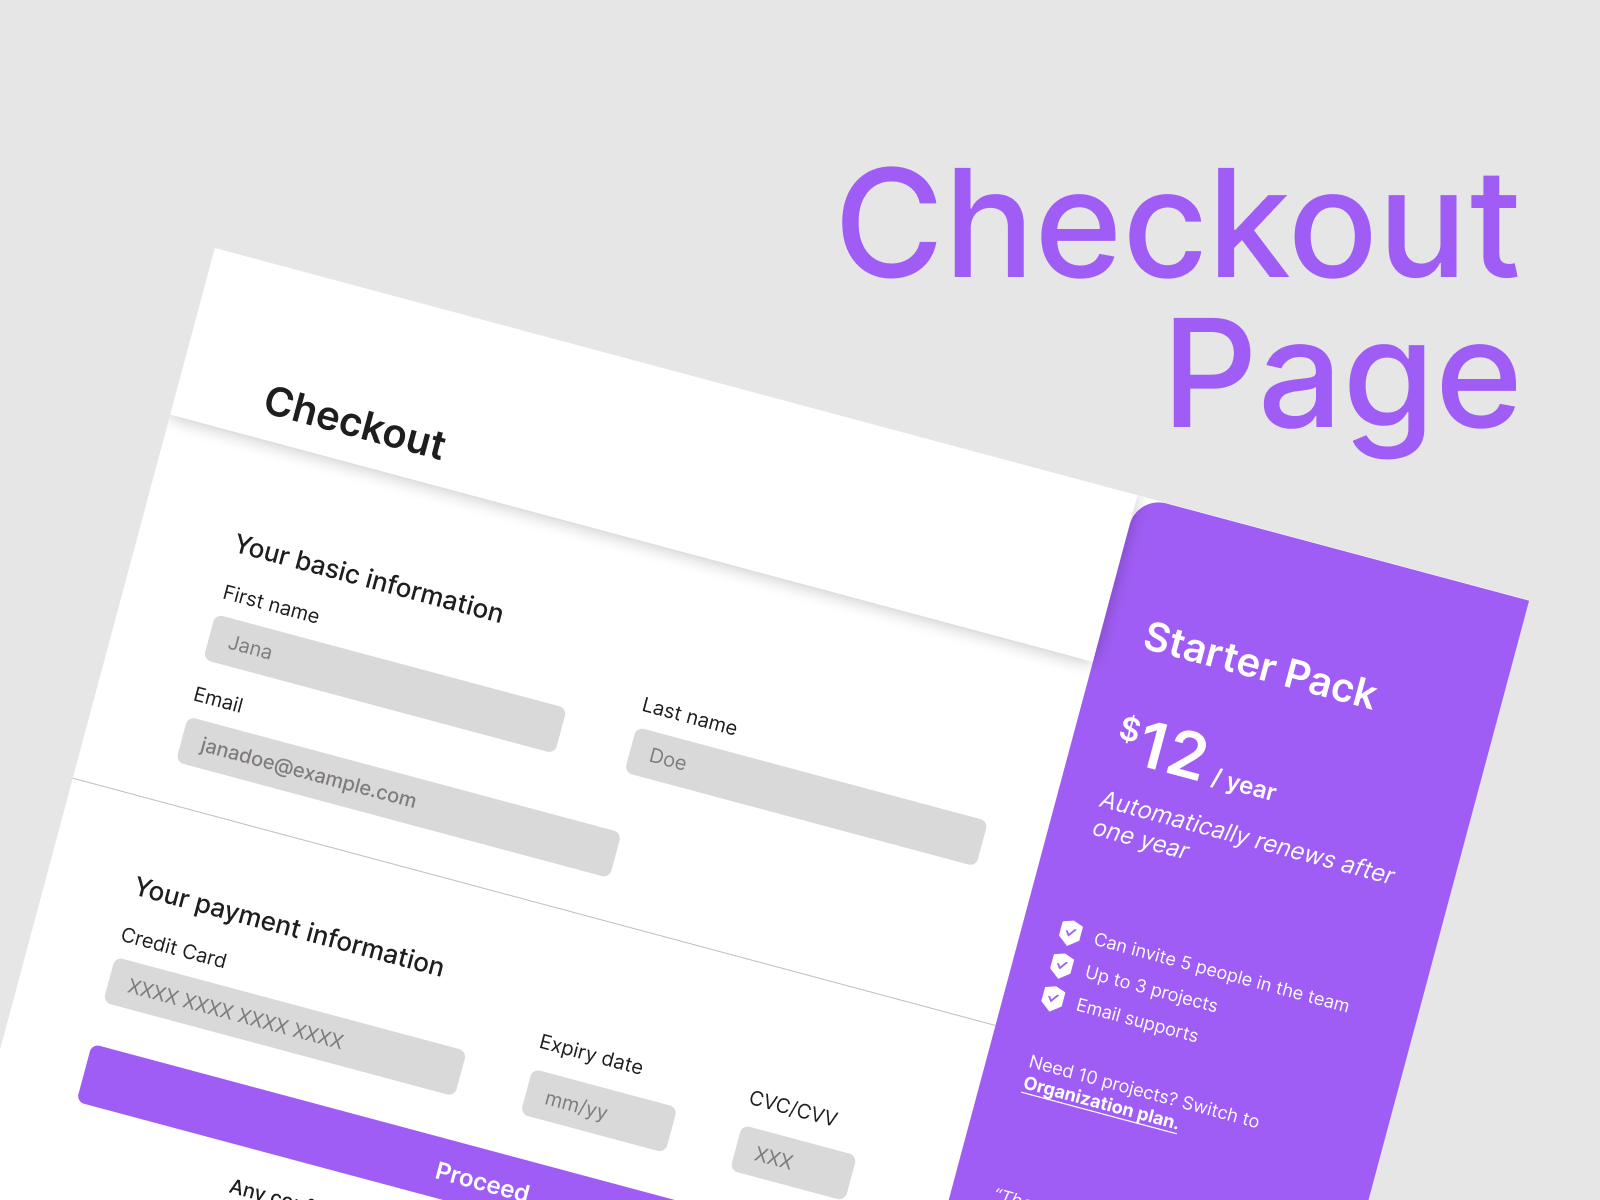 Checkout
Page
Checkout
Your basic information
First name
Jana
Last name
Doe
Email
janadoe@example.com
Your payment information
Credit Card
XXXX XXXX XXXX XXXX
Expiry date
mm/yy
CVC/CVV
XXX
Proceed
Any
Starter Pack
$12 / year
Automatically renews after
one year
Can invite 5 people in the team
Up to 3 projects
Email supports
Need 10 projects? Switch to
Organization plan.